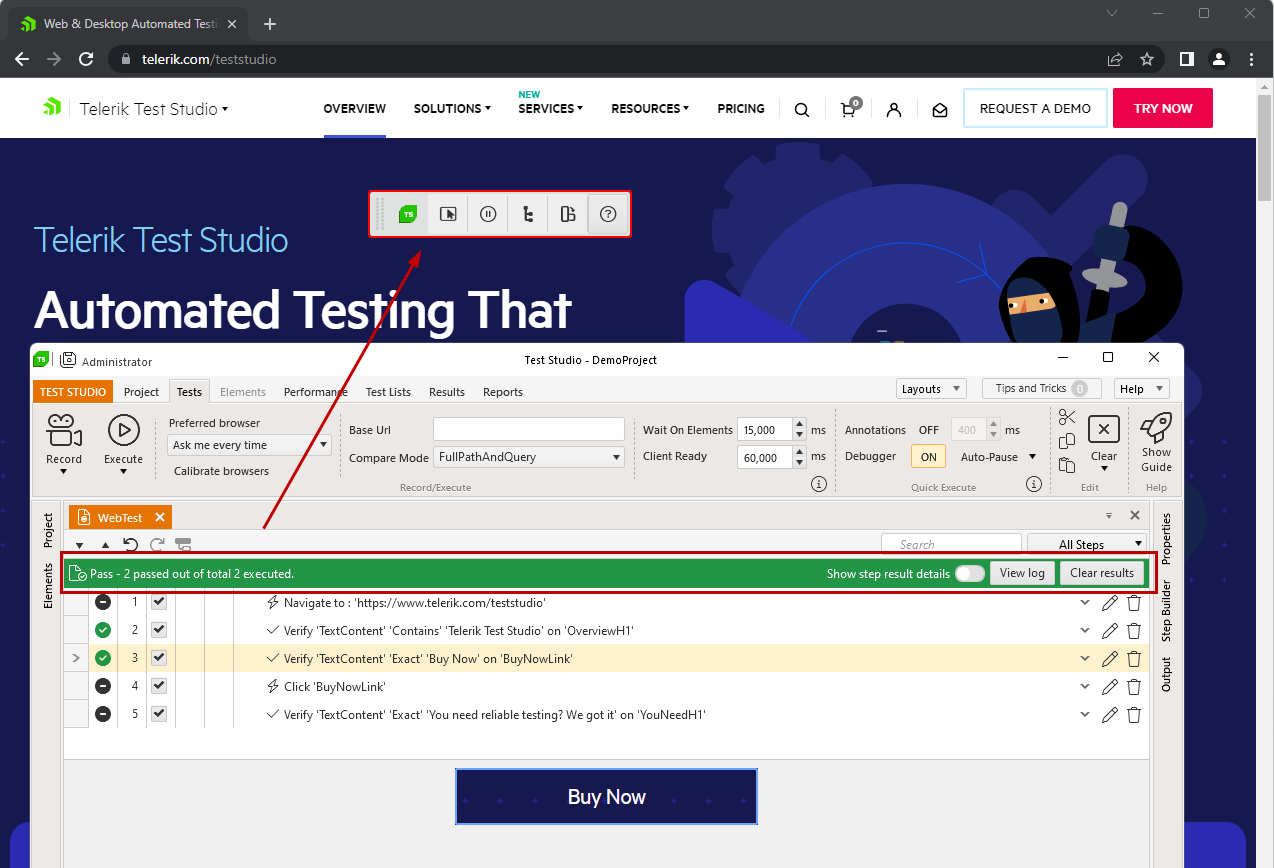 Web & Desktop Automated Testi
telerik.com/teststudio
Telerik Test Studio
OVERVIEW
SOLUTIONS
NEW
SERVICES
RESOURCES
PRICING
0
REQUEST A DEMO
TRY NOW
TS
Telerik Test Studio
Automated Testing That
TS
Administrator
Test Studio - DemoProject
TEST STUDIO
Project
Tests
Elements
Performance
Test Lists
Results
Reports
Layouts
Tips and Tricks 0
Help
Record
Execute
Preferred browser
Ask me every time
Calibrate browsers
Base Url
Compare Mode FullPathAndQuery
Record/Execute
Wait On Elements 15,000 ms
Client Ready 60,000 ms
Annotations OFF 400 ms
Debugger ON Auto-Pause
Quick Execute
Clear
Edit
Show
Guide
Help
Project
Elements
WebTest
Search
All Steps
Pass - 2 passed out of total 2 executed.
Show step result details
View log
Clear results
1 Navigate to : 'https://www.telerik.com/teststudio'
2 Verify 'TextContent' 'Contains' 'Telerik Test Studio' on 'OverviewH1'
3 Verify 'TextContent' 'Exact' 'Buy Now' on 'BuyNowLink'
4 Click 'BuyNowLink'
5 Verify 'TextContent' 'Exact' 'You need reliable testing? We got it' on 'YouNeedH1'
Properties
Step Builder
Output
Buy Now